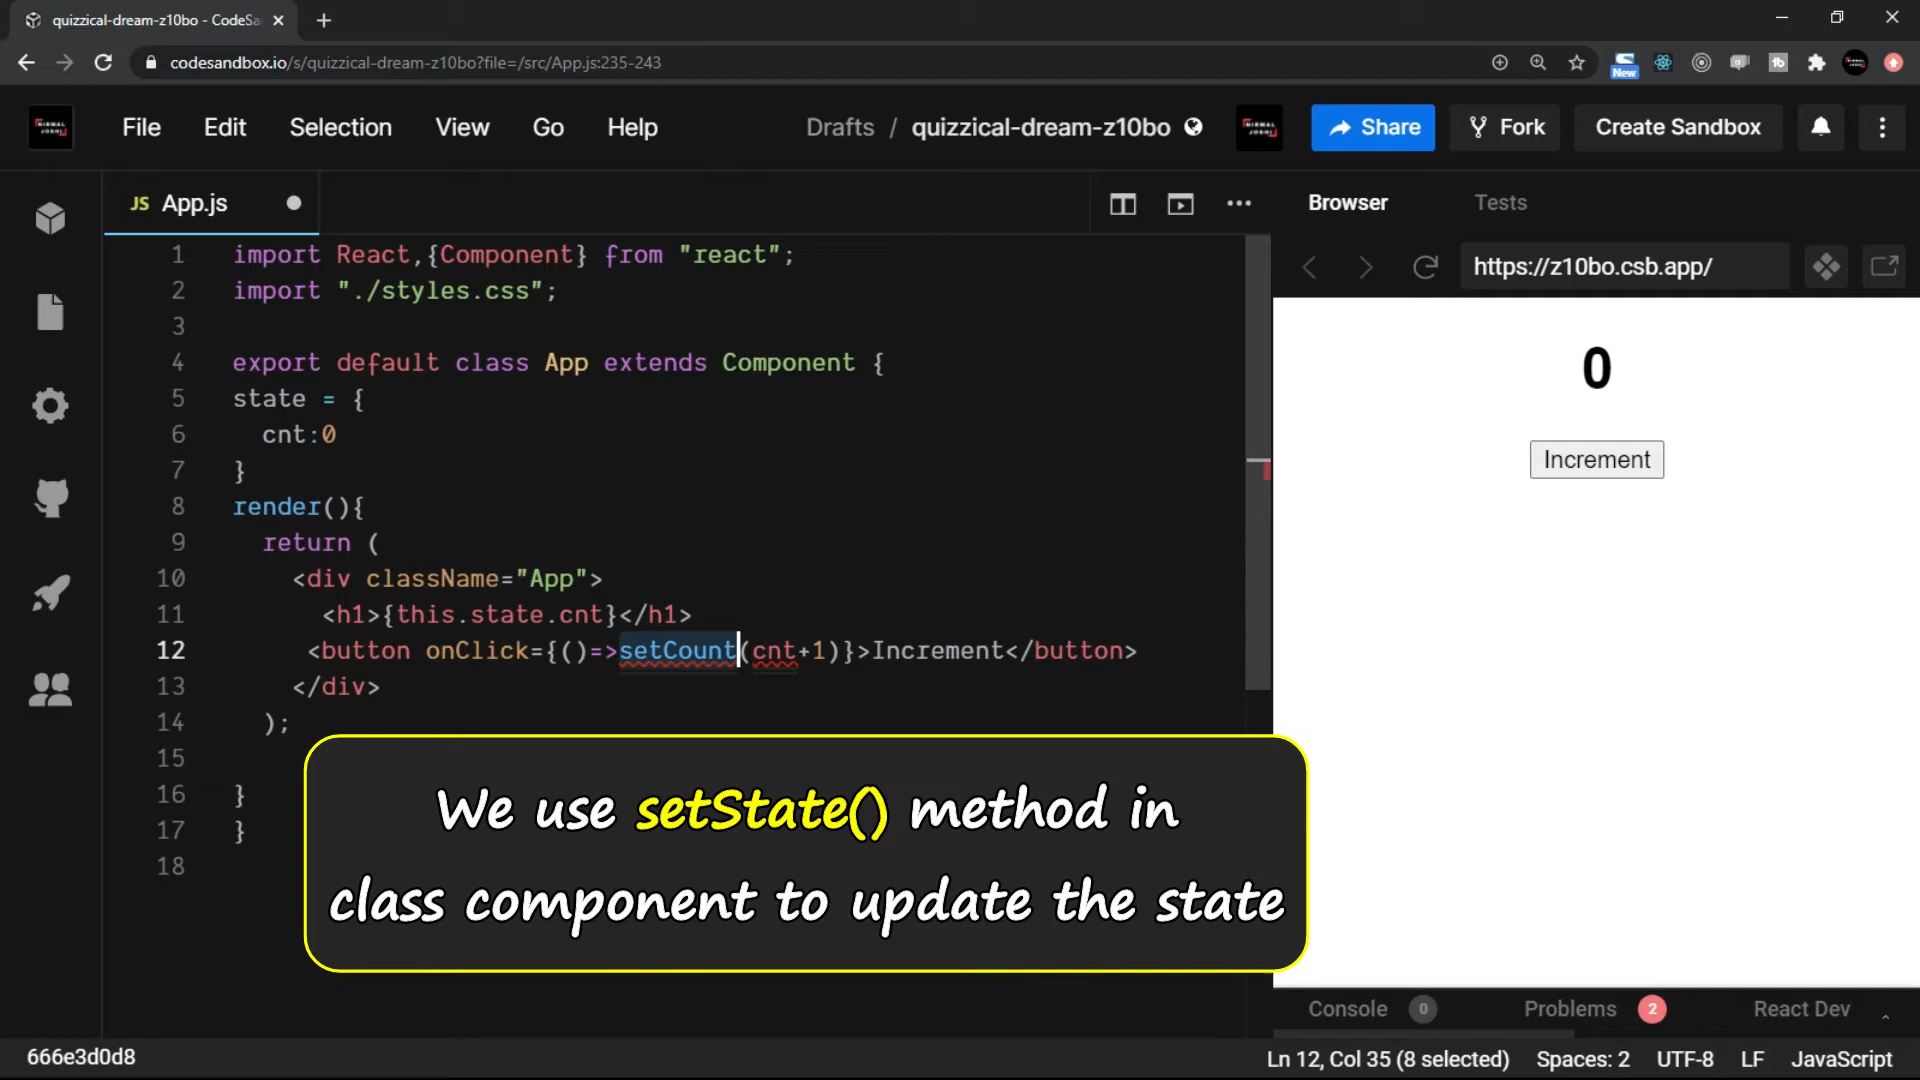 quizzical-dream-z10bo - CodeSa
codesandbox.io/s/quizzical-dream-z10bo?file=/src/App.js:235-243
New
File Edit Selection View Go Help
Drafts / quizzical-dream-z10bo
Share Fork Create Sandbox
JS App.js
Browser Tests
https://z10bo.csb.app/
1 import React,{Component} from "react";
2 import "./styles.css";
3
4 export default class App extends Component {
5 state = {
6 cnt:0
7 }
8 render(){
9 return (
10 <div className="App">
11 <h1>{this.state.cnt}</h1>
12 <button onClick={()=>setCount(cnt+1)}>Increment</button>
13 </div>
14 );
15
16 }
17 }
18
0
Increment
We use setState() method in
class component to update the state
Console 0 Problems 2 React Dev
666e3d0d8
Ln 12, Col 35 (8 selected) Spaces: 2 UTF-8 LF JavaScript